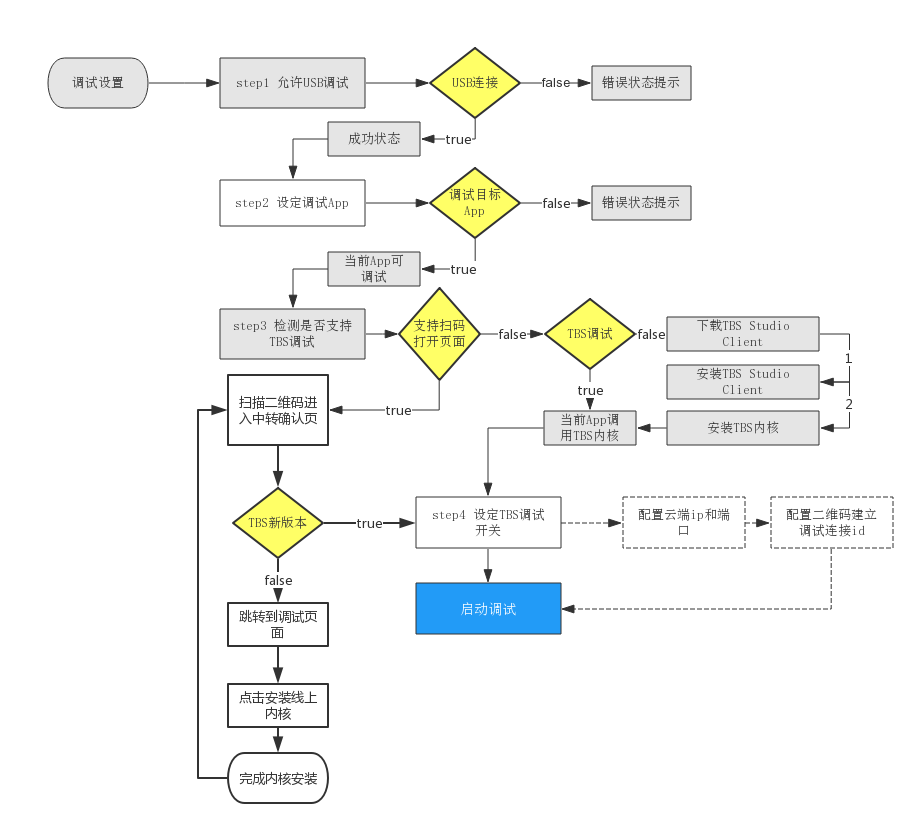 调试设置
step1 允许USB调试
USB连接
false
错误状态提示
true
成功状态
step2 设定调试App
调试目标
App
false
错误状态提示
true
当前App可
调试
step3 检测是否支持
TBS调试
支持扫码
打开页面
false
TBS调试
false
下载TBS Studio
Client
1
安装TBS Studio
Client
2
安装TBS内核
true
当前App调
用TBS内核
true
扫描二维码进
入中转确认页
TBS新版本
true
step4 设定TBS调试
开关
配置云端ip和端
口
配置二维码建立
调试连接id
启动调试
false
跳转到调试页
面
点击安装线上
内核
完成内核安装